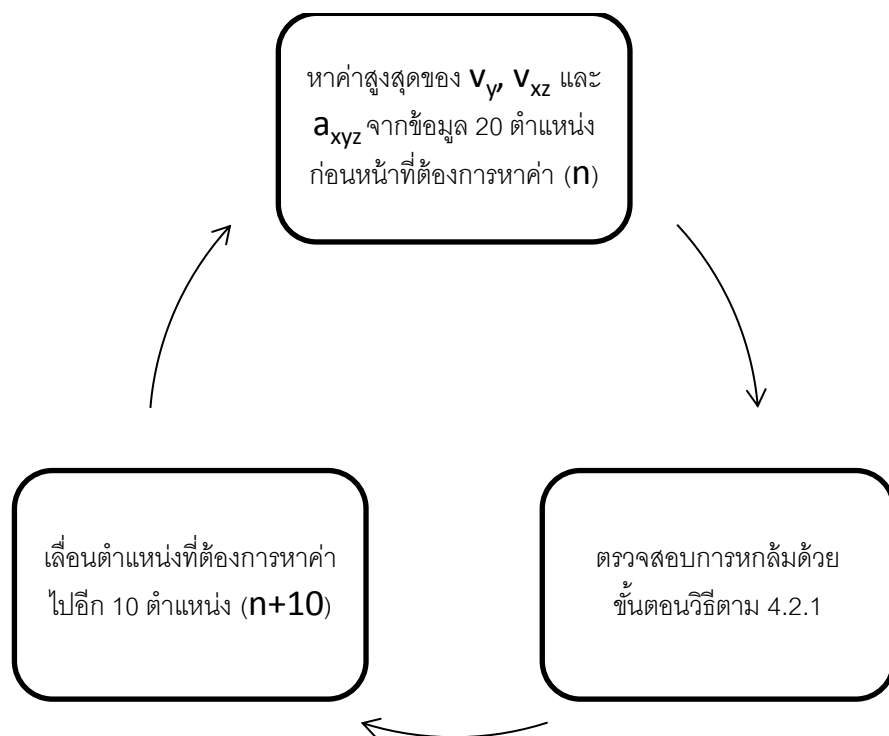 หาค่าสูงสุดของ vy, vxz และ
axyz จากข้อมูล 20 ตำแหน่ง
ก่อนหน้าที่ต้องการหาค่า (n)
ตรวจสอบการหกล้มด้วย
ขั้นตอนวิธีตาม 4.2.1
เลื่อนตำแหน่งที่ต้องการหาค่า
ไปอีก 10 ตำแหน่ง (n+10)